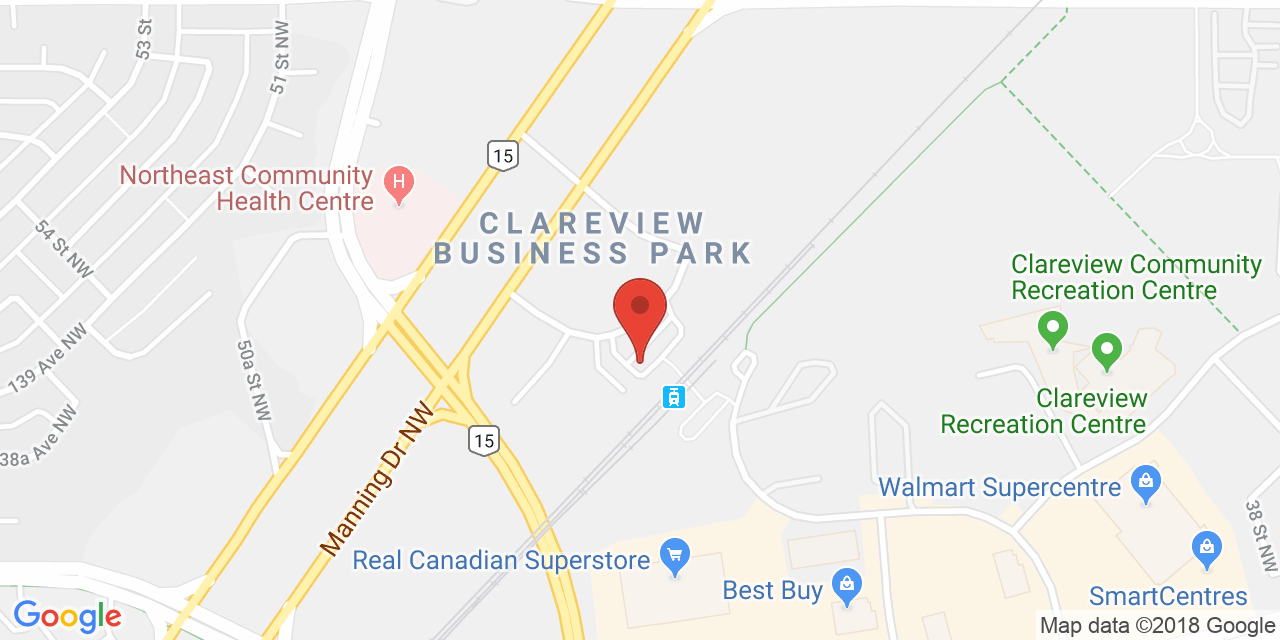 53 St
51 St NW
15
Northeast Community
Health Centre
H
CLAREVIEW
BUSINESS PARK
54 St NW
Clareview Community
Recreation Centre
139 Ave NW
50a St NW
38a Ave NW
Clareview
Recreation Centre
Manning Dr NW
15
Walmart Supercentre
38 St NW
Real Canadian Superstore
Best Buy
SmartCentres
Google
Map data ©2018 Google